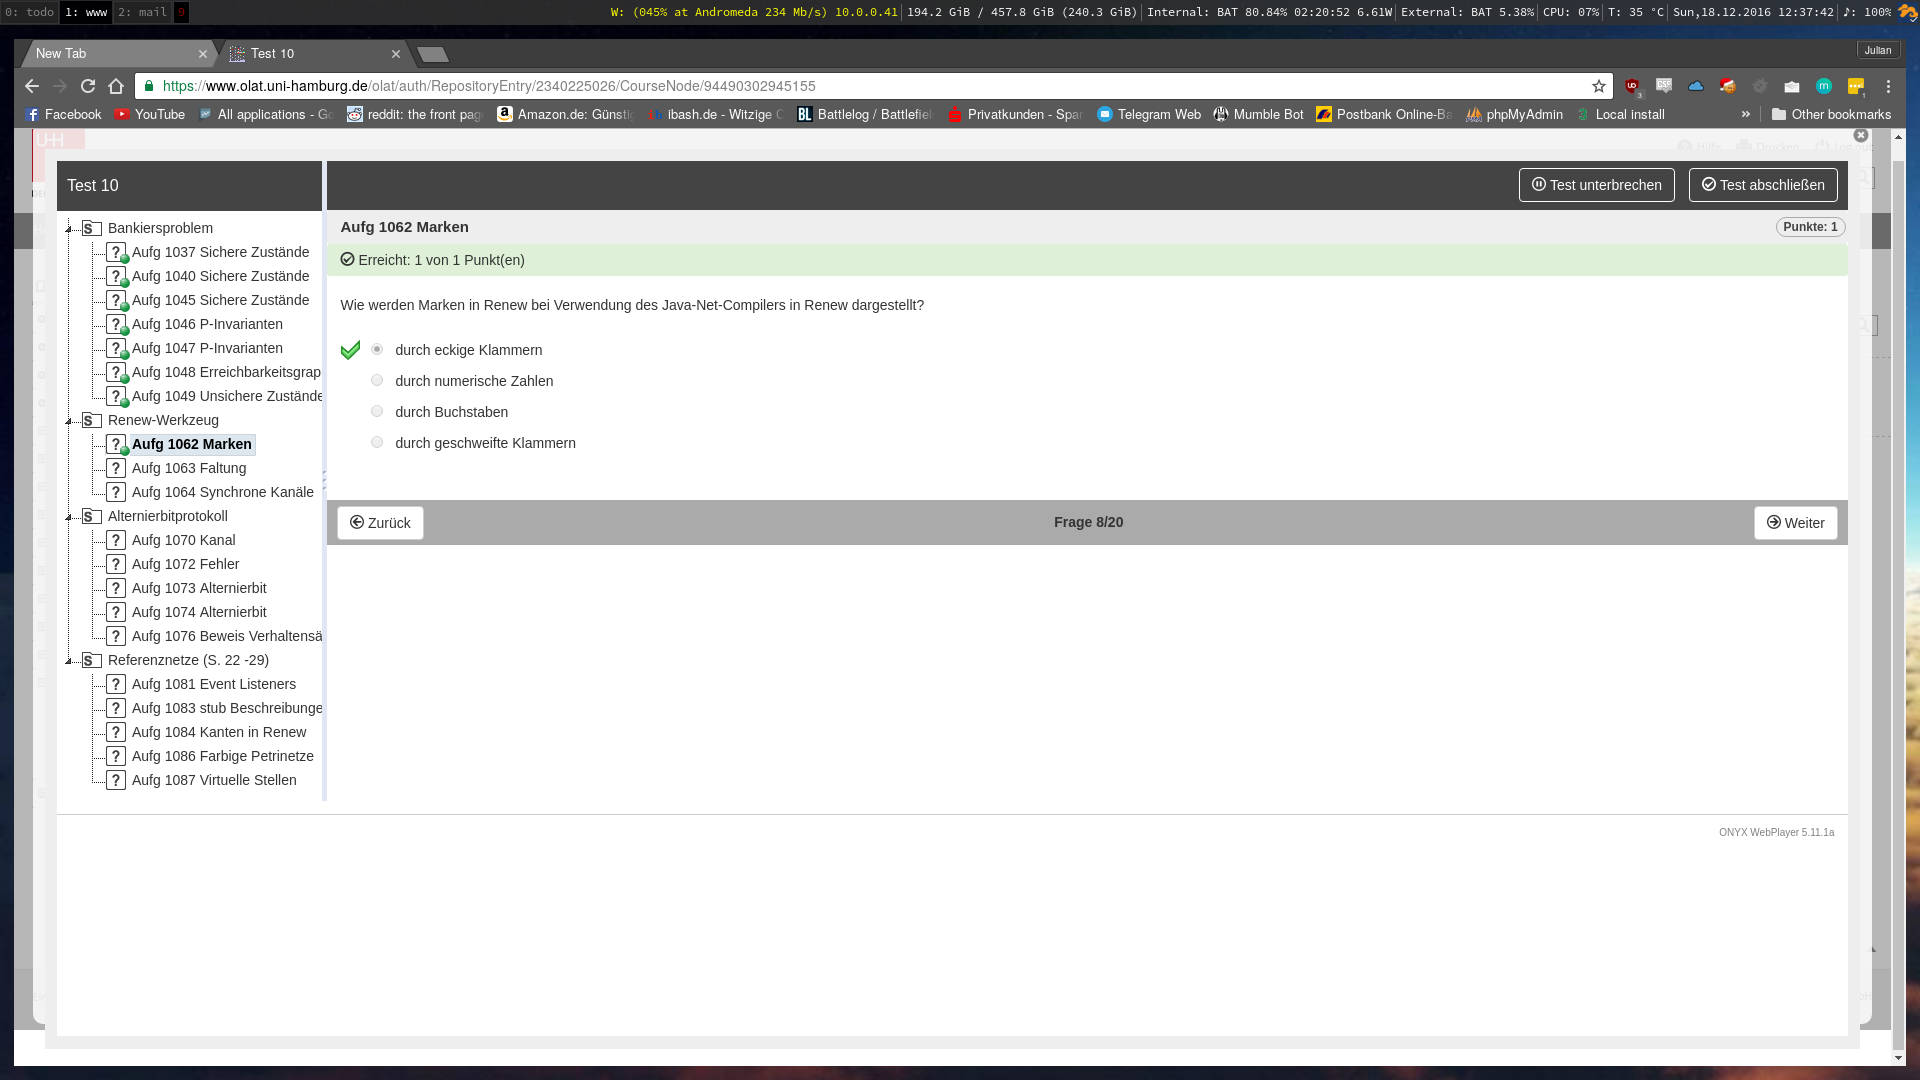 0: todo 1: www 2: mail 9
W: (045% at Andromeda 234 Mb/s) 10.0.0.41 194.2 GiB / 457.8 GiB (240.3 GiB) Internal: BAT 80.84% 02:20:52 6.61W External: BAT 5.38% CPU: 07% T: 35 °C Sun,18.12.2016 12:37:42 ♪: 100%
New Tab
Test 10
Julian
https://www.olat.uni-hamburg.de/olat/auth/RepositoryEntry/2340225026/CourseNode/94490302945155
Facebook YouTube All applications - Go reddit: the front pag Amazon.de: Günsti ibash.de - Witzige C Battlelog / Battlefiel Privatkunden - Spar Telegram Web Mumble Bot Postbank Online-Ba phpMyAdmin Local install » Other bookmarks
Test 10
Test unterbrechen
Test abschließen
Bankiersproblem
Aufg 1037 Sichere Zustände
Aufg 1040 Sichere Zustände
Aufg 1045 Sichere Zustände
Aufg 1046 P-Invarianten
Aufg 1047 P-Invarianten
Aufg 1048 Erreichbarkeitsgrap
Aufg 1049 Unsichere Zustände
Renew-Werkzeug
Aufg 1062 Marken
Aufg 1063 Faltung
Aufg 1064 Synchrone Kanäle
Alternierbitprotokoll
Aufg 1070 Kanal
Aufg 1072 Fehler
Aufg 1073 Alternierbit
Aufg 1074 Alternierbit
Aufg 1076 Beweis Verhaltensä
Referenznetze (S. 22 -29)
Aufg 1081 Event Listeners
Aufg 1083 stub Beschreibunge
Aufg 1084 Kanten in Renew
Aufg 1086 Farbige Petrinetze
Aufg 1087 Virtuelle Stellen
Aufg 1062 Marken
Punkte: 1
Erreicht: 1 von 1 Punkt(en)
Wie werden Marken in Renew bei Verwendung des Java-Net-Compilers in Renew dargestellt?
durch eckige Klammern
durch numerische Zahlen
durch Buchstaben
durch geschweifte Klammern
Zurück
Frage 8/20
Weiter
ONYX WebPlayer 5.11.1a